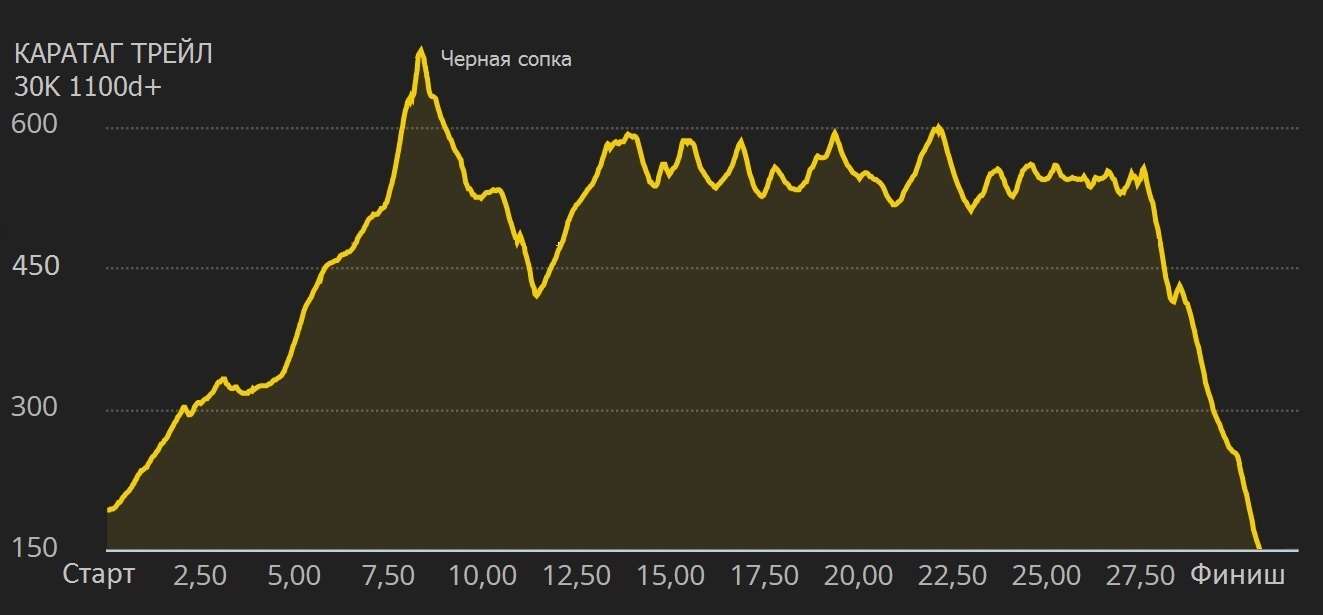 КАРАТАГ ТРЕЙЛ
30K 1100d+
Черная сопка
600
450
300
150
Старт 2,50 5,00 7,50 10,00 12,50 15,00 17,50 20,00 22,50 25,00 27,50 Финиш